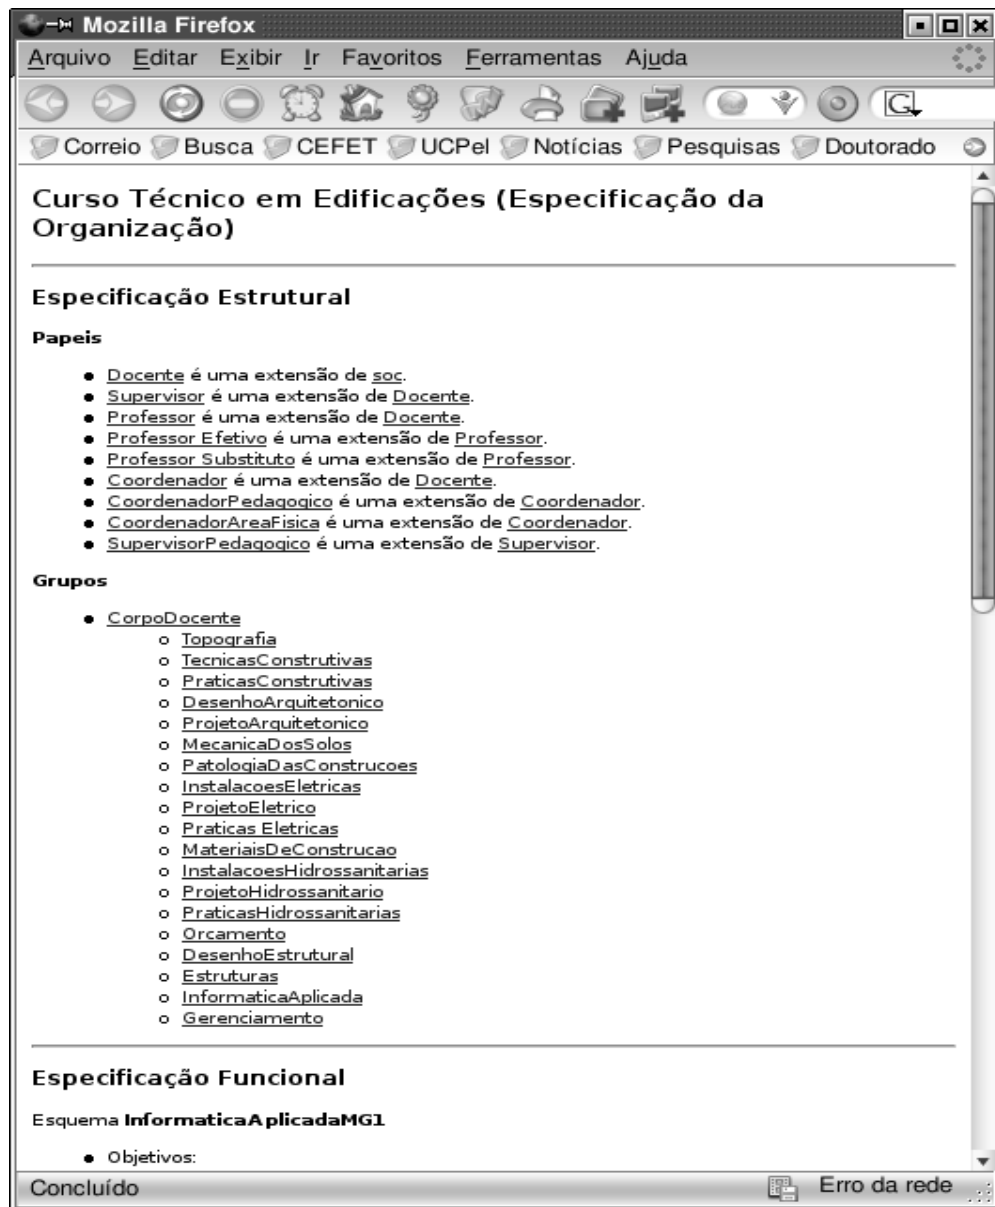 Mozilla Firefox
Arquivo Editar Exibir Ir Favoritos Ferramentas Ajuda
G
Correio Busca CEFET UCPel Notícias Pesquisas Doutorado
Curso Técnico em Edificações (Especificação da
Organização)
Especificação Estrutural
Papeis
• Docente é uma extensão de soc.
• Supervisor é uma extensão de Docente.
• Professor é uma extensão de Docente.
• Professor Efetivo é uma extensão de Professor.
• Professor Substituto é uma extensão de Professor.
• Coordenador é uma extensão de Docente.
• CoordenadorPedagogico é uma extensão de Coordenador.
• CoordenadorAreaFisica é uma extensão de Coordenador.
• SupervisorPedagogico é uma extensão de Supervisor.
Grupos
• CorpoDocente
o Topografia
o TecnicasConstrutivas
o PraticasConstrutivas
o DesenhoArquitetonico
o ProjetoArquitetonico
o MecanicaDosSolos
o PatologiaDasConstrucoes
o InstalacoesEletricas
o ProjetoEletrico
o Praticas Eletricas
o MateriaisDeConstrucao
o InstalacoesHidrossanitarias
o ProjetoHidrossanitario
o PraticasHidrossanitarias
o Orcamento
o DesenhoEstrutural
o Estruturas
o InformaticaAplicada
o Gerenciamento
Especificação Funcional
Esquema InformaticaAplicadaMG1
• Objetivos:
Concluído Erro da rede